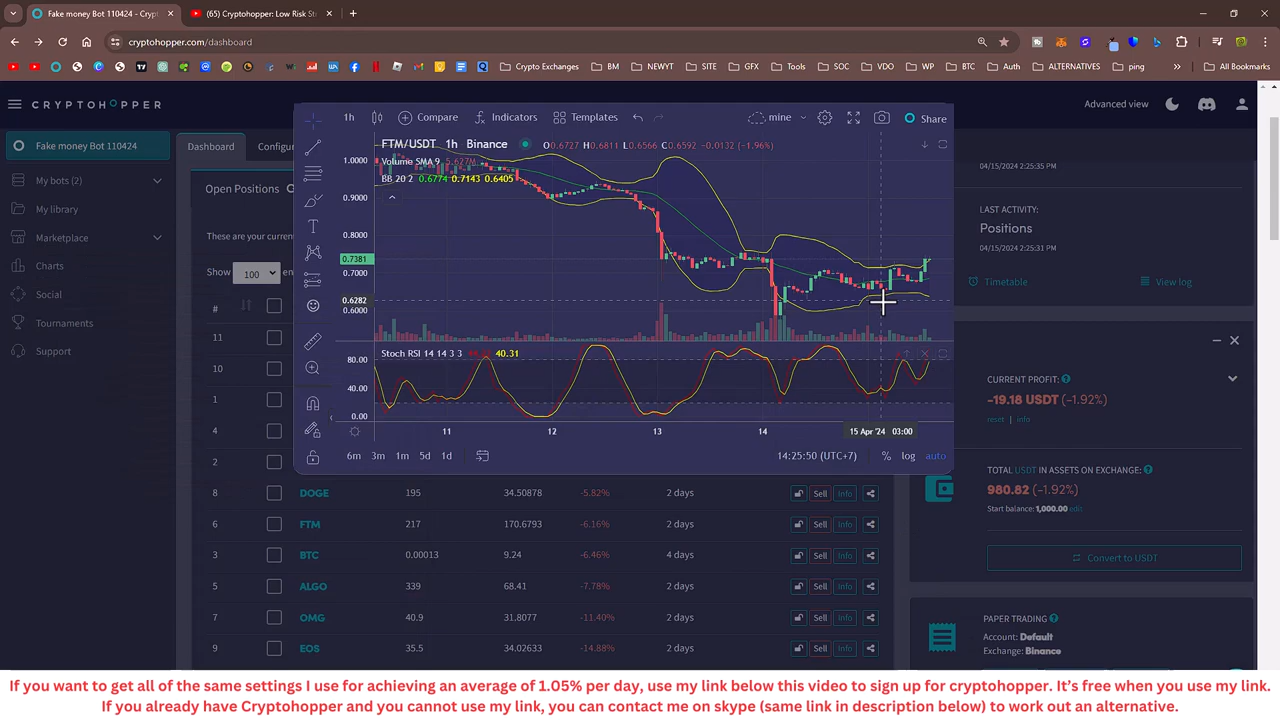 Fake money Bot 110424 - Crypt
(65) Cryptohopper: Low Risk St
cryptohopper.com/dashboard
Crypto Exchanges
BM
NEWYT
SITE
GFX
Tools
SOC
VDO
WP
BTC
Auth
ALTERNATIVES
ping
All Bookmarks
CRYPTOHOPPER
Advanced view
Fake money Bot 110424
My bots (2)
My library
Marketplace
Charts
Social
Tournaments
Support
Dashboard
Configu
Open Positions
These are your current
Show 100 en
#
11
10
1
4
2
1h
Compare
Indicators
Templates
mine
Share
FTM/USDT 1h Binance
O0.6727 H0.6811 L0.6566 C0.6592 -0.0132 (-1.96%)
Volume SMA 9 5.627M
BB 20 2 0.6774 0.7143 0.6405
1.0000
0.9000
0.8000
0.7381
0.7000
0.6282
0.6000
Stoch RSI 14 14 3 3 40.31
80.00
40.00
0.00
11
12
13
14
15 Apr '24 03:00
6m 3m 1m 5d 1d
14:25:50 (UTC+7)
% log auto
8 DOGE 195 34.50878 -5.82% 2 days Sell Info
6 FTM 217 170.6793 -6.16% 2 days Sell Info
3 BTC 0.00013 9.24 -6.46% 4 days Sell Info
5 ALGO 339 68.41 -7.78% 2 days Sell Info
7 OMG 40.9 31.8077 -11.40% 2 days Sell Info
9 EOS 35.5 34.02633 -14.88% 2 days Sell Info
04/15/2024 2:25:35 PM
LAST ACTIVITY:
Positions
04/15/2024 2:25:31 PM
Timetable
View log
CURRENT PROFIT:
-19.18 USDT (-1.92%)
reset | info
TOTAL USDT IN ASSETS ON EXCHANGE:
980.82 (-1.92%)
Start balance: 1,000.00 edit
Convert to USDT
PAPER TRADING
Account: Default
Exchange: Binance
If you want to get all of the same settings I use for achieving an average of 1.05% per day, use my link below this video to sign up for cryptohopper. It's free when you use my link.
If you already have Cryptohopper and you cannot use my link, you can contact me on skype (same link in description below) to work out an alternative.